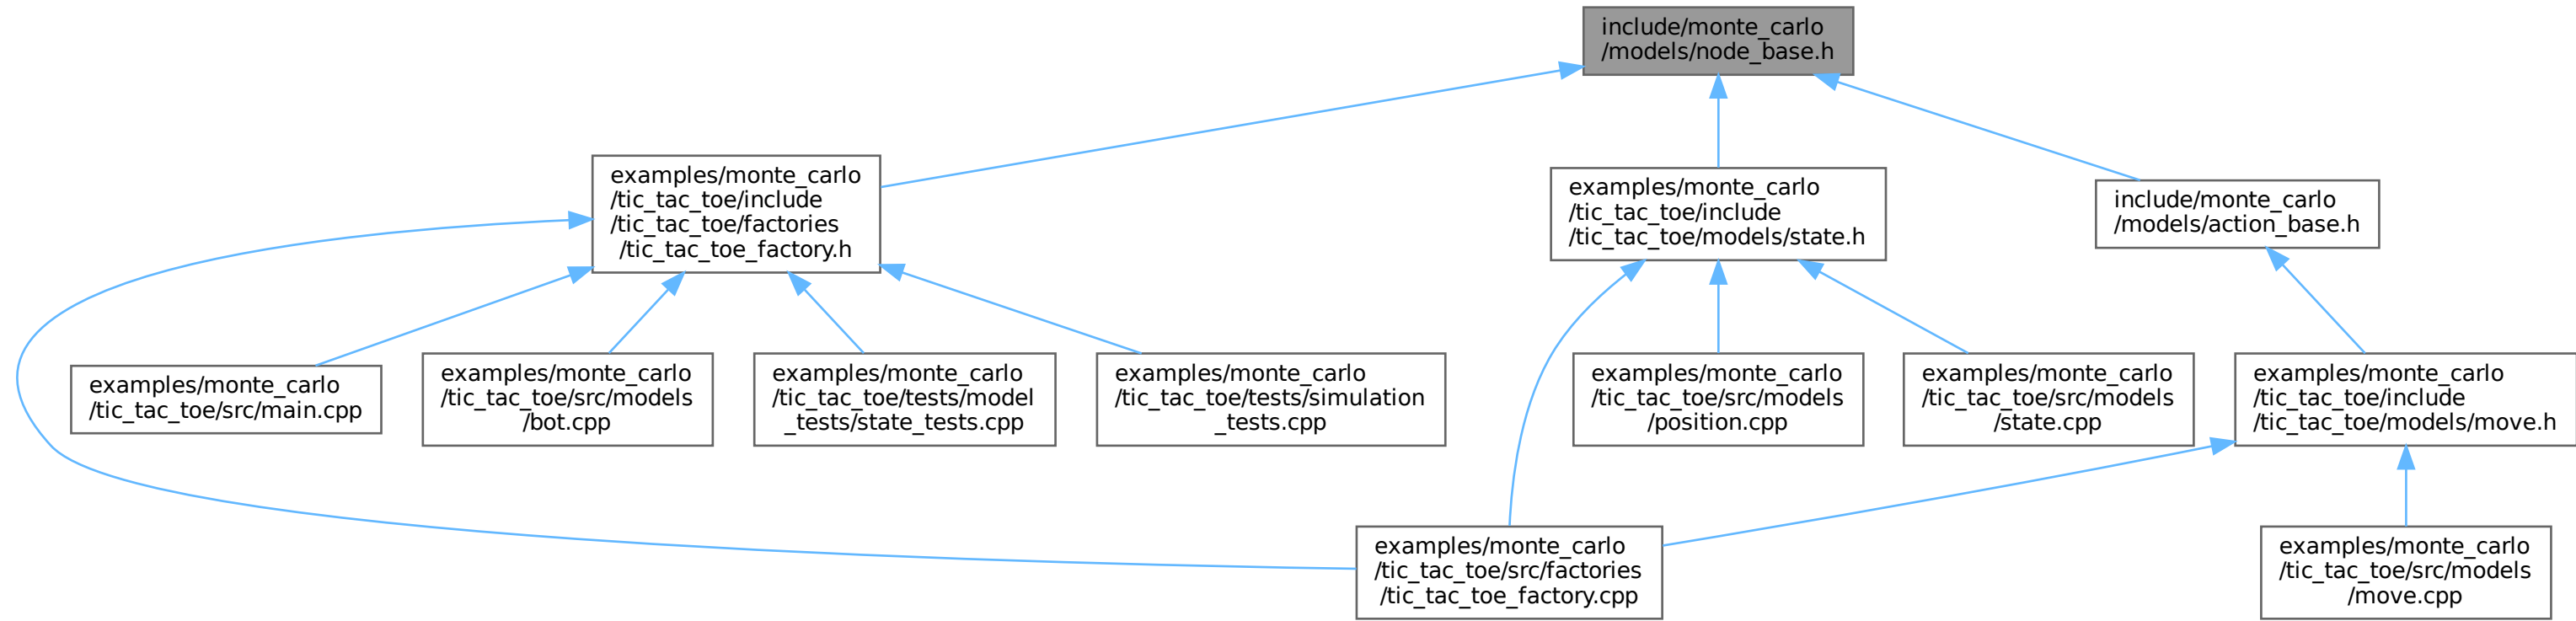 include/monte_carlo
/models/node_base.h
examples/monte_carlo
/tic_tac_toe/include
/tic_tac_toe/factories
/tic_tac_toe_factory.h
examples/monte_carlo
/tic_tac_toe/include
/tic_tac_toe/models/state.h
include/monte_carlo
/models/action_base.h
examples/monte_carlo
/tic_tac_toe/src/main.cpp
examples/monte_carlo
/tic_tac_toe/src/models
/bot.cpp
examples/monte_carlo
/tic_tac_toe/tests/model
_tests/state_tests.cpp
examples/monte_carlo
/tic_tac_toe/tests/simulation
_tests.cpp
examples/monte_carlo
/tic_tac_toe/src/models
/position.cpp
examples/monte_carlo
/tic_tac_toe/src/models
/state.cpp
examples/monte_carlo
/tic_tac_toe/include
/tic_tac_toe/models/move.h
examples/monte_carlo
/tic_tac_toe/src/factories
/tic_tac_toe_factory.cpp
examples/monte_carlo
/tic_tac_toe/src/models
/move.cpp